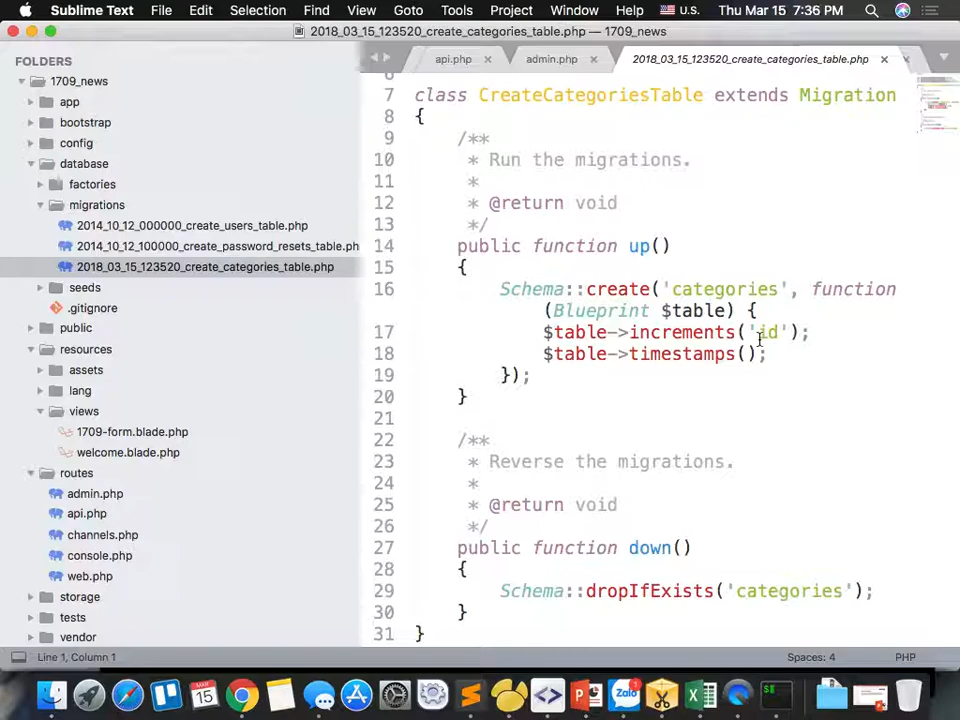 Sublime Text File Edit Selection Find View Goto Tools Project Window Help U.S. Thu Mar 15 7:36 PM
2018_03_15_123520_create_categories_table.php — 1709_news
FOLDERS
1709_news
app
bootstrap
config
database
factories
migrations
2014_10_12_000000_create_users_table.php
2014_10_12_100000_create_password_resets_table.ph
2018_03_15_123520_create_categories_table.php
seeds
.gitignore
public
resources
assets
lang
views
1709-form.blade.php
welcome.blade.php
routes
admin.php
api.php
channels.php
console.php
web.php
storage
tests
vendor
api.php admin.php 2018_03_15_123520_create_categories_table.php
7 class CreateCategoriesTable extends Migration
8 {
9 /**
10 * Run the migrations.
11 *
12 * @return void
13 */
14 public function up()
15 {
16 Schema::create('categories', function
(Blueprint $table) {
17 $table->increments('id');
18 $table->timestamps();
19 });
20 }
21
22 /**
23 * Reverse the migrations.
24 *
25 * @return void
26 */
27 public function down()
28 {
29 Schema::dropIfExists('categories');
30 }
31 }
Line 1, Column 1 Spaces: 4 PHP
MAR
15
Zalo
1